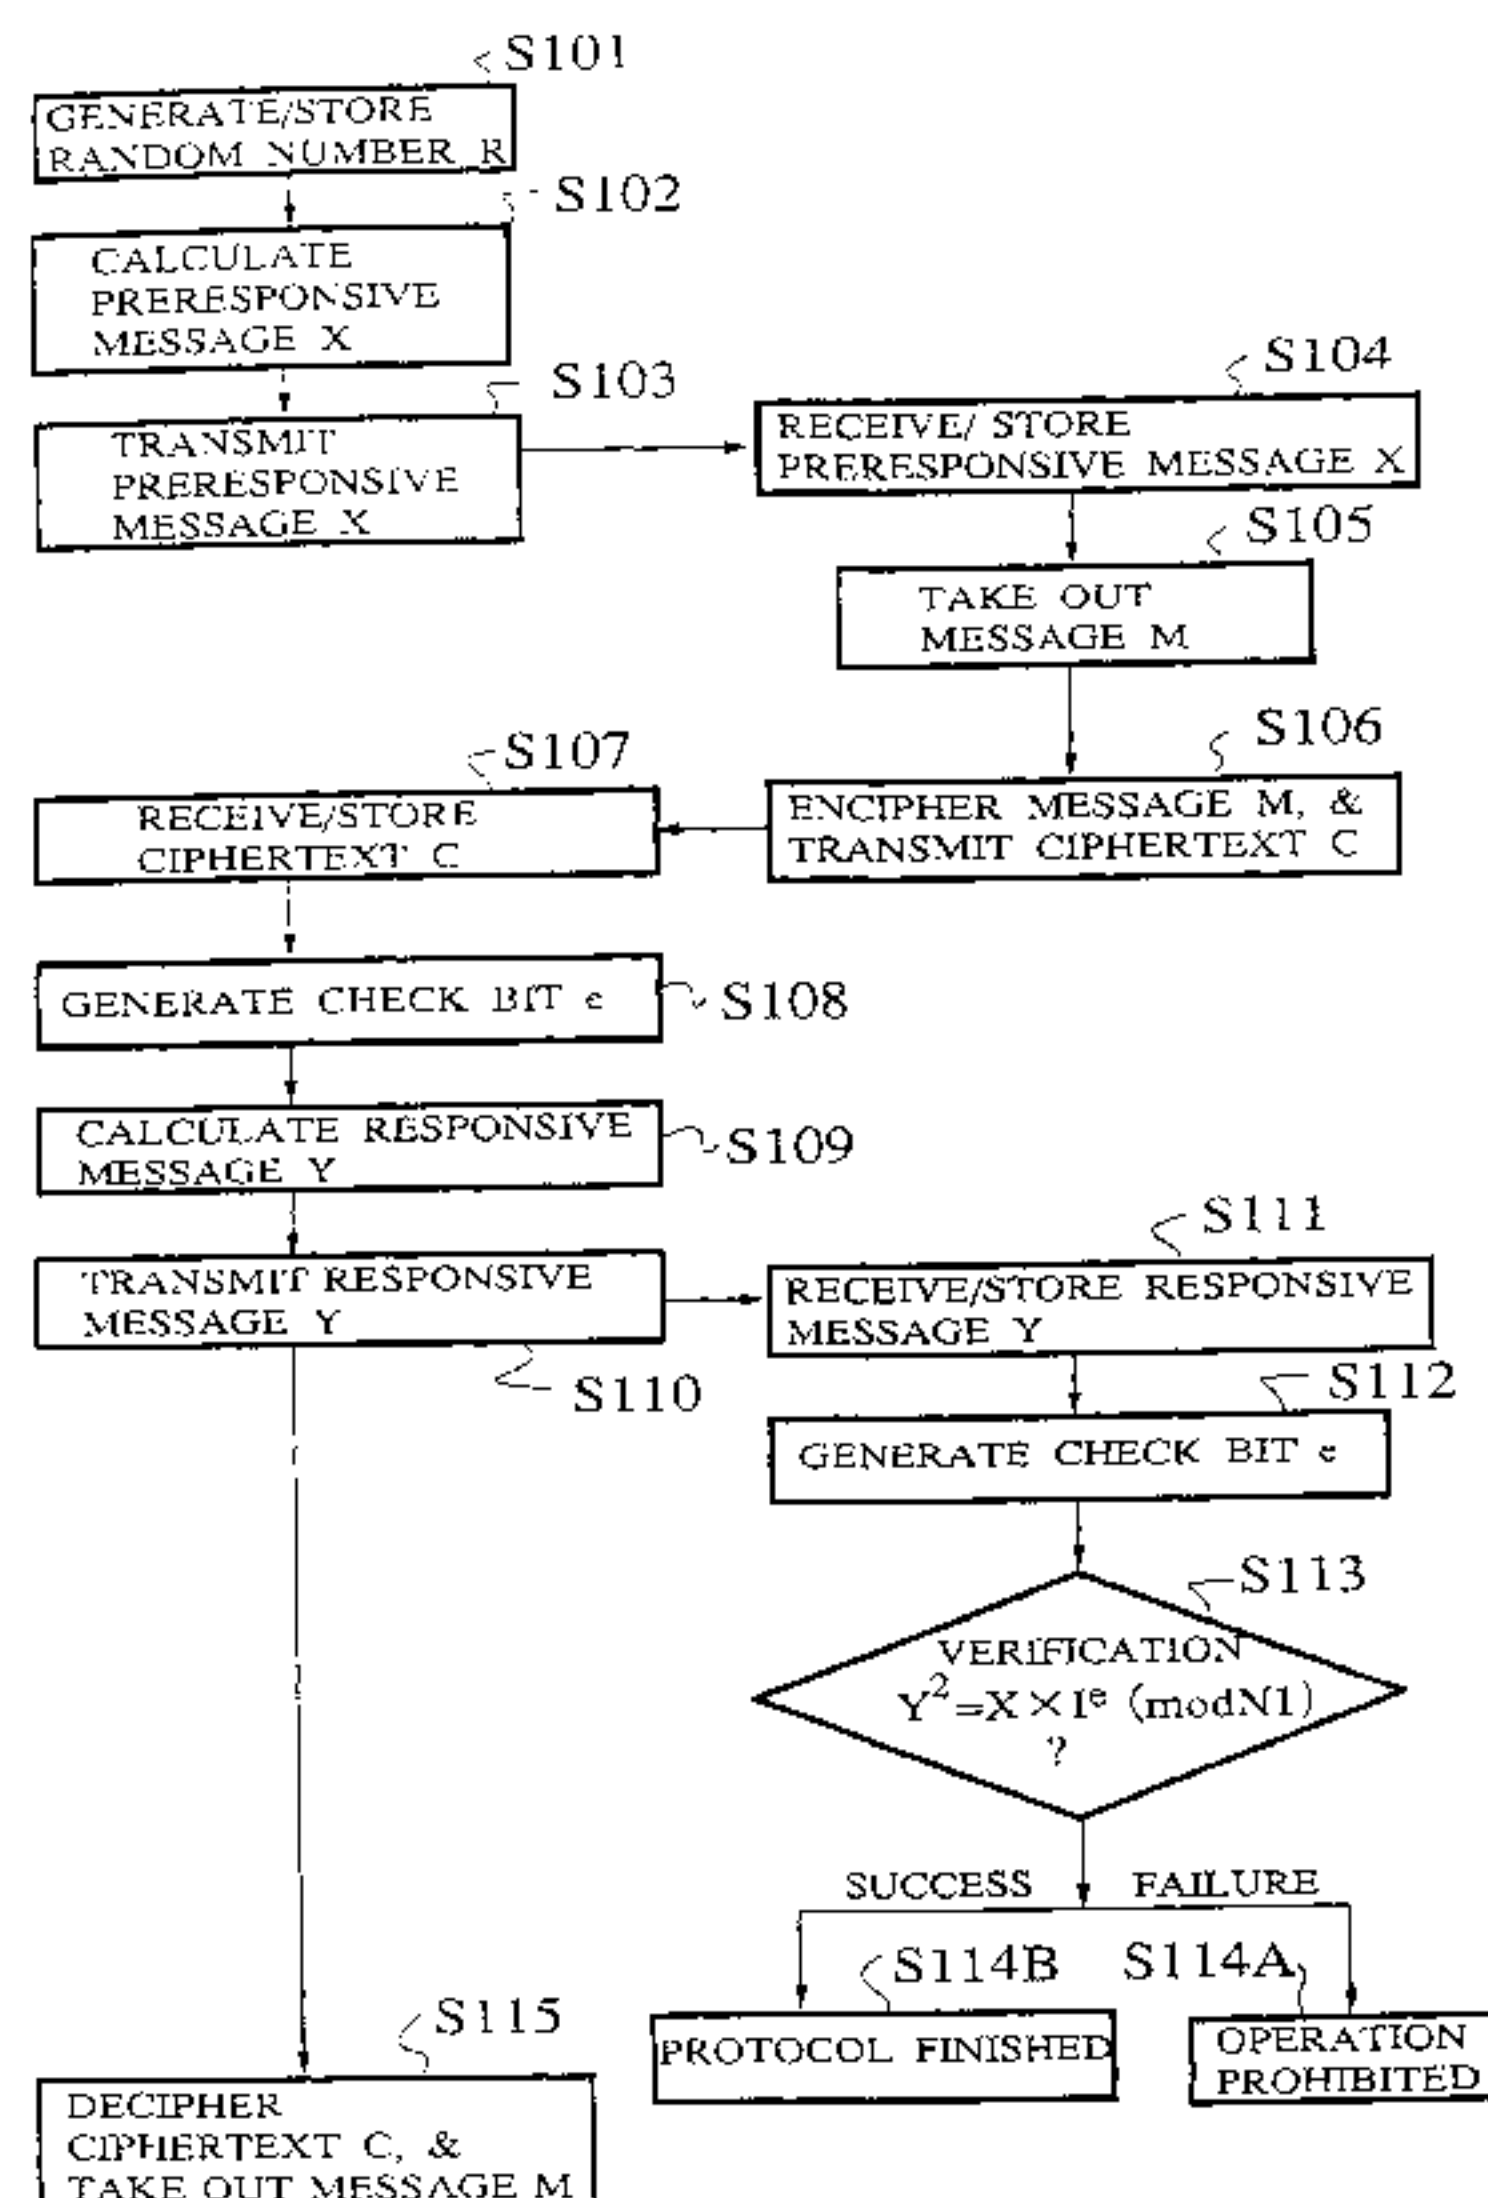 S101
GENERATE/STORE
RANDOM NUMBER R
S102
CALCULATE
PRERESPONSIVE
MESSAGE X
S103
TRANSMIT
PRERESPONSIVE
MESSAGE X
S104
RECEIVE/ STORE
PRERESPONSIVE MESSAGE X
S105
TAKE OUT
MESSAGE M
S106
ENCIPHER MESSAGE M, &
TRANSMIT CIPHERTEXT C
S107
RECEIVE/STORE
CIPHERTEXT C
GENERATE CHECK BIT e
S108
CALCULATE RESPONSIVE
MESSAGE Y
S109
TRANSMIT RESPONSIVE
MESSAGE Y
S110
S111
RECEIVE/STORE RESPONSIVE
MESSAGE Y
S112
GENERATE CHECK BIT e
S113
VERIFICATION
Y²=X×Iᵉ (modN1)
?
SUCCESS FAILURE
S114B
PROTOCOL FINISHED
S114A
OPERATION
PROHIBITED
S115
DECIPHER
CIPHERTEXT C, &
TAKE OUT MESSAGE M